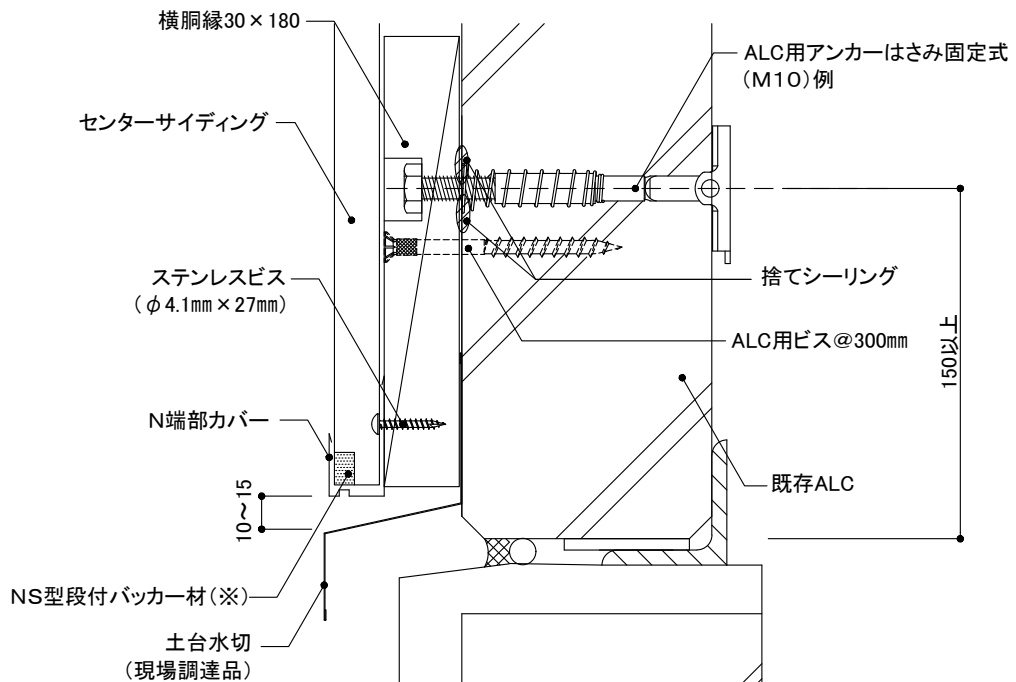 横胴縁30×180
ALC用アンカーはさみ固定式
(M10)例
センターサイディング
ステンレスビス
(φ4.1mm×27mm)
捨てシーリング
ALC用ビス@300㎜
150以上
N端部カバー
既存ALC
10～15
NS型段付バッカー材(※)
土台水切
(現場調達品)